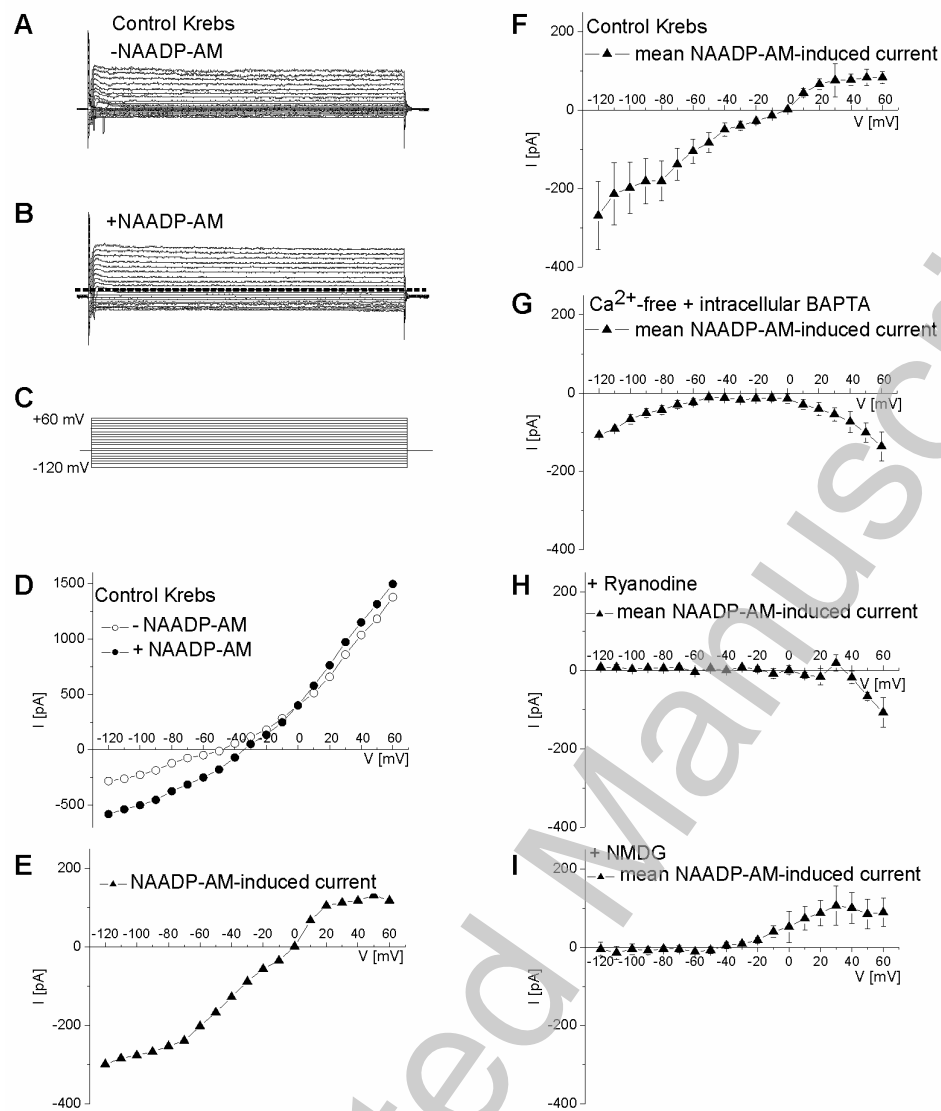 A
Control Krebs
-NAADP-AM
B
+NAADP-AM
C
+60 mV
-120 mV
D
Control Krebs
- NAADP-AM
+ NAADP-AM
1500
1000
500
0
-500
I [pA]
-120 -100 -80 -60 -40 -20 0 20 40 60
V [mV]
E
NAADP-AM-induced current
200
0
-200
-400
I [pA]
-120 -100 -80 -60 -40 -20 0 20 40 60
V [mV]
F
Control Krebs
mean NAADP-AM-induced current
200
0
-200
-400
I [pA]
-120 -100 -80 -60 -40 -20 0 20 40 60
V [mV]
G
Ca2+-free + intracellular BAPTA
mean NAADP-AM-induced current
200
0
-200
-400
I [pA]
-120 -100 -80 -60 -40 -20 0 20 40 60
V [mV]
H
+ Ryanodine
mean NAADP-AM-induced current
200
0
-200
-400
I [pA]
-120 -100 -80 -60 -40 -20 0 20 40 60
V [mV]
I
+ NMDG
mean NAADP-AM-induced current
200
0
-200
-400
I [pA]
-120 -100 -80 -60 -40 -20 0 20 40 60
V [mV]
ted Manuscri